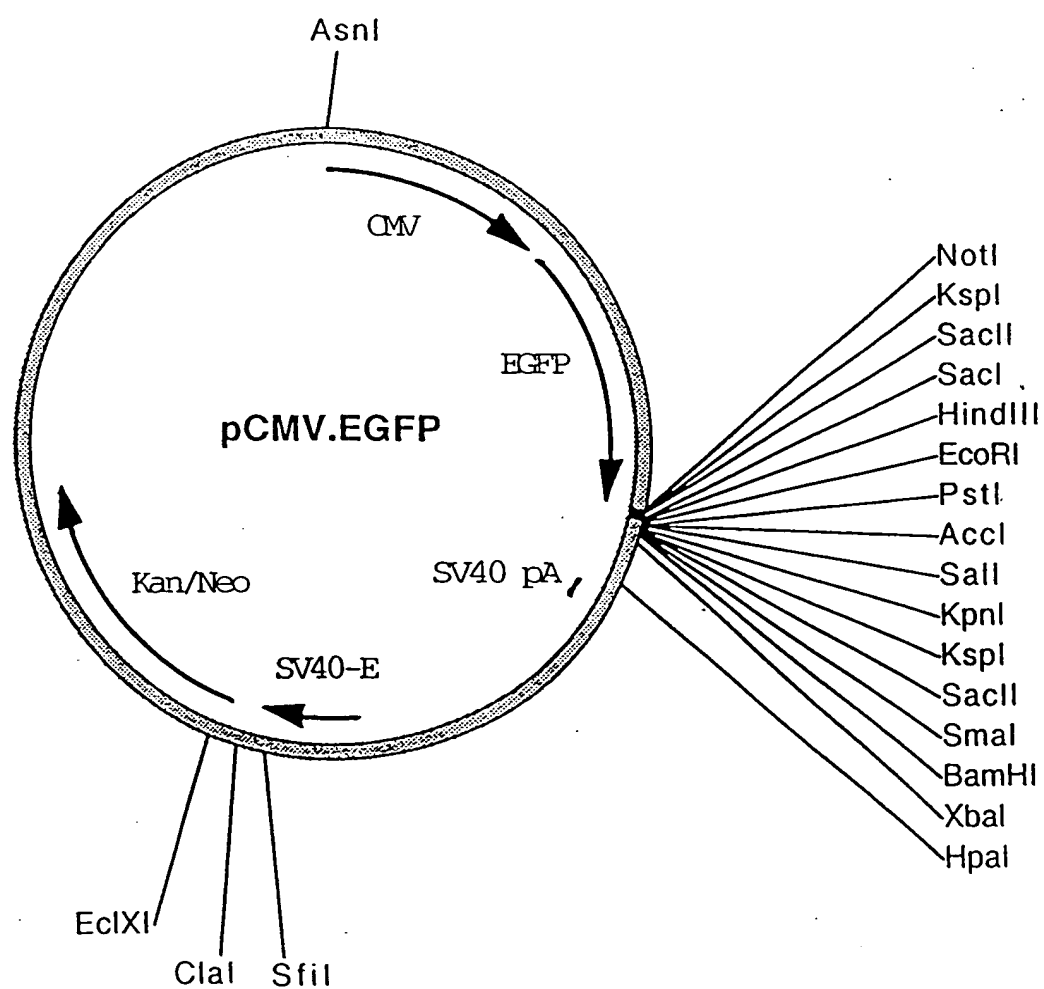 AsnI
CMV
EGFP
pCMV.EGFP
Kan/Neo
SV40 pA
SV40-E
NotI
KspI
SacII
SacI
HindIII
EcoRI
PstI
AccI
SalI
KpnI
KspI
SacII
SmaI
BamHI
XbaI
HpaI
EclXI
ClaI
SfiI